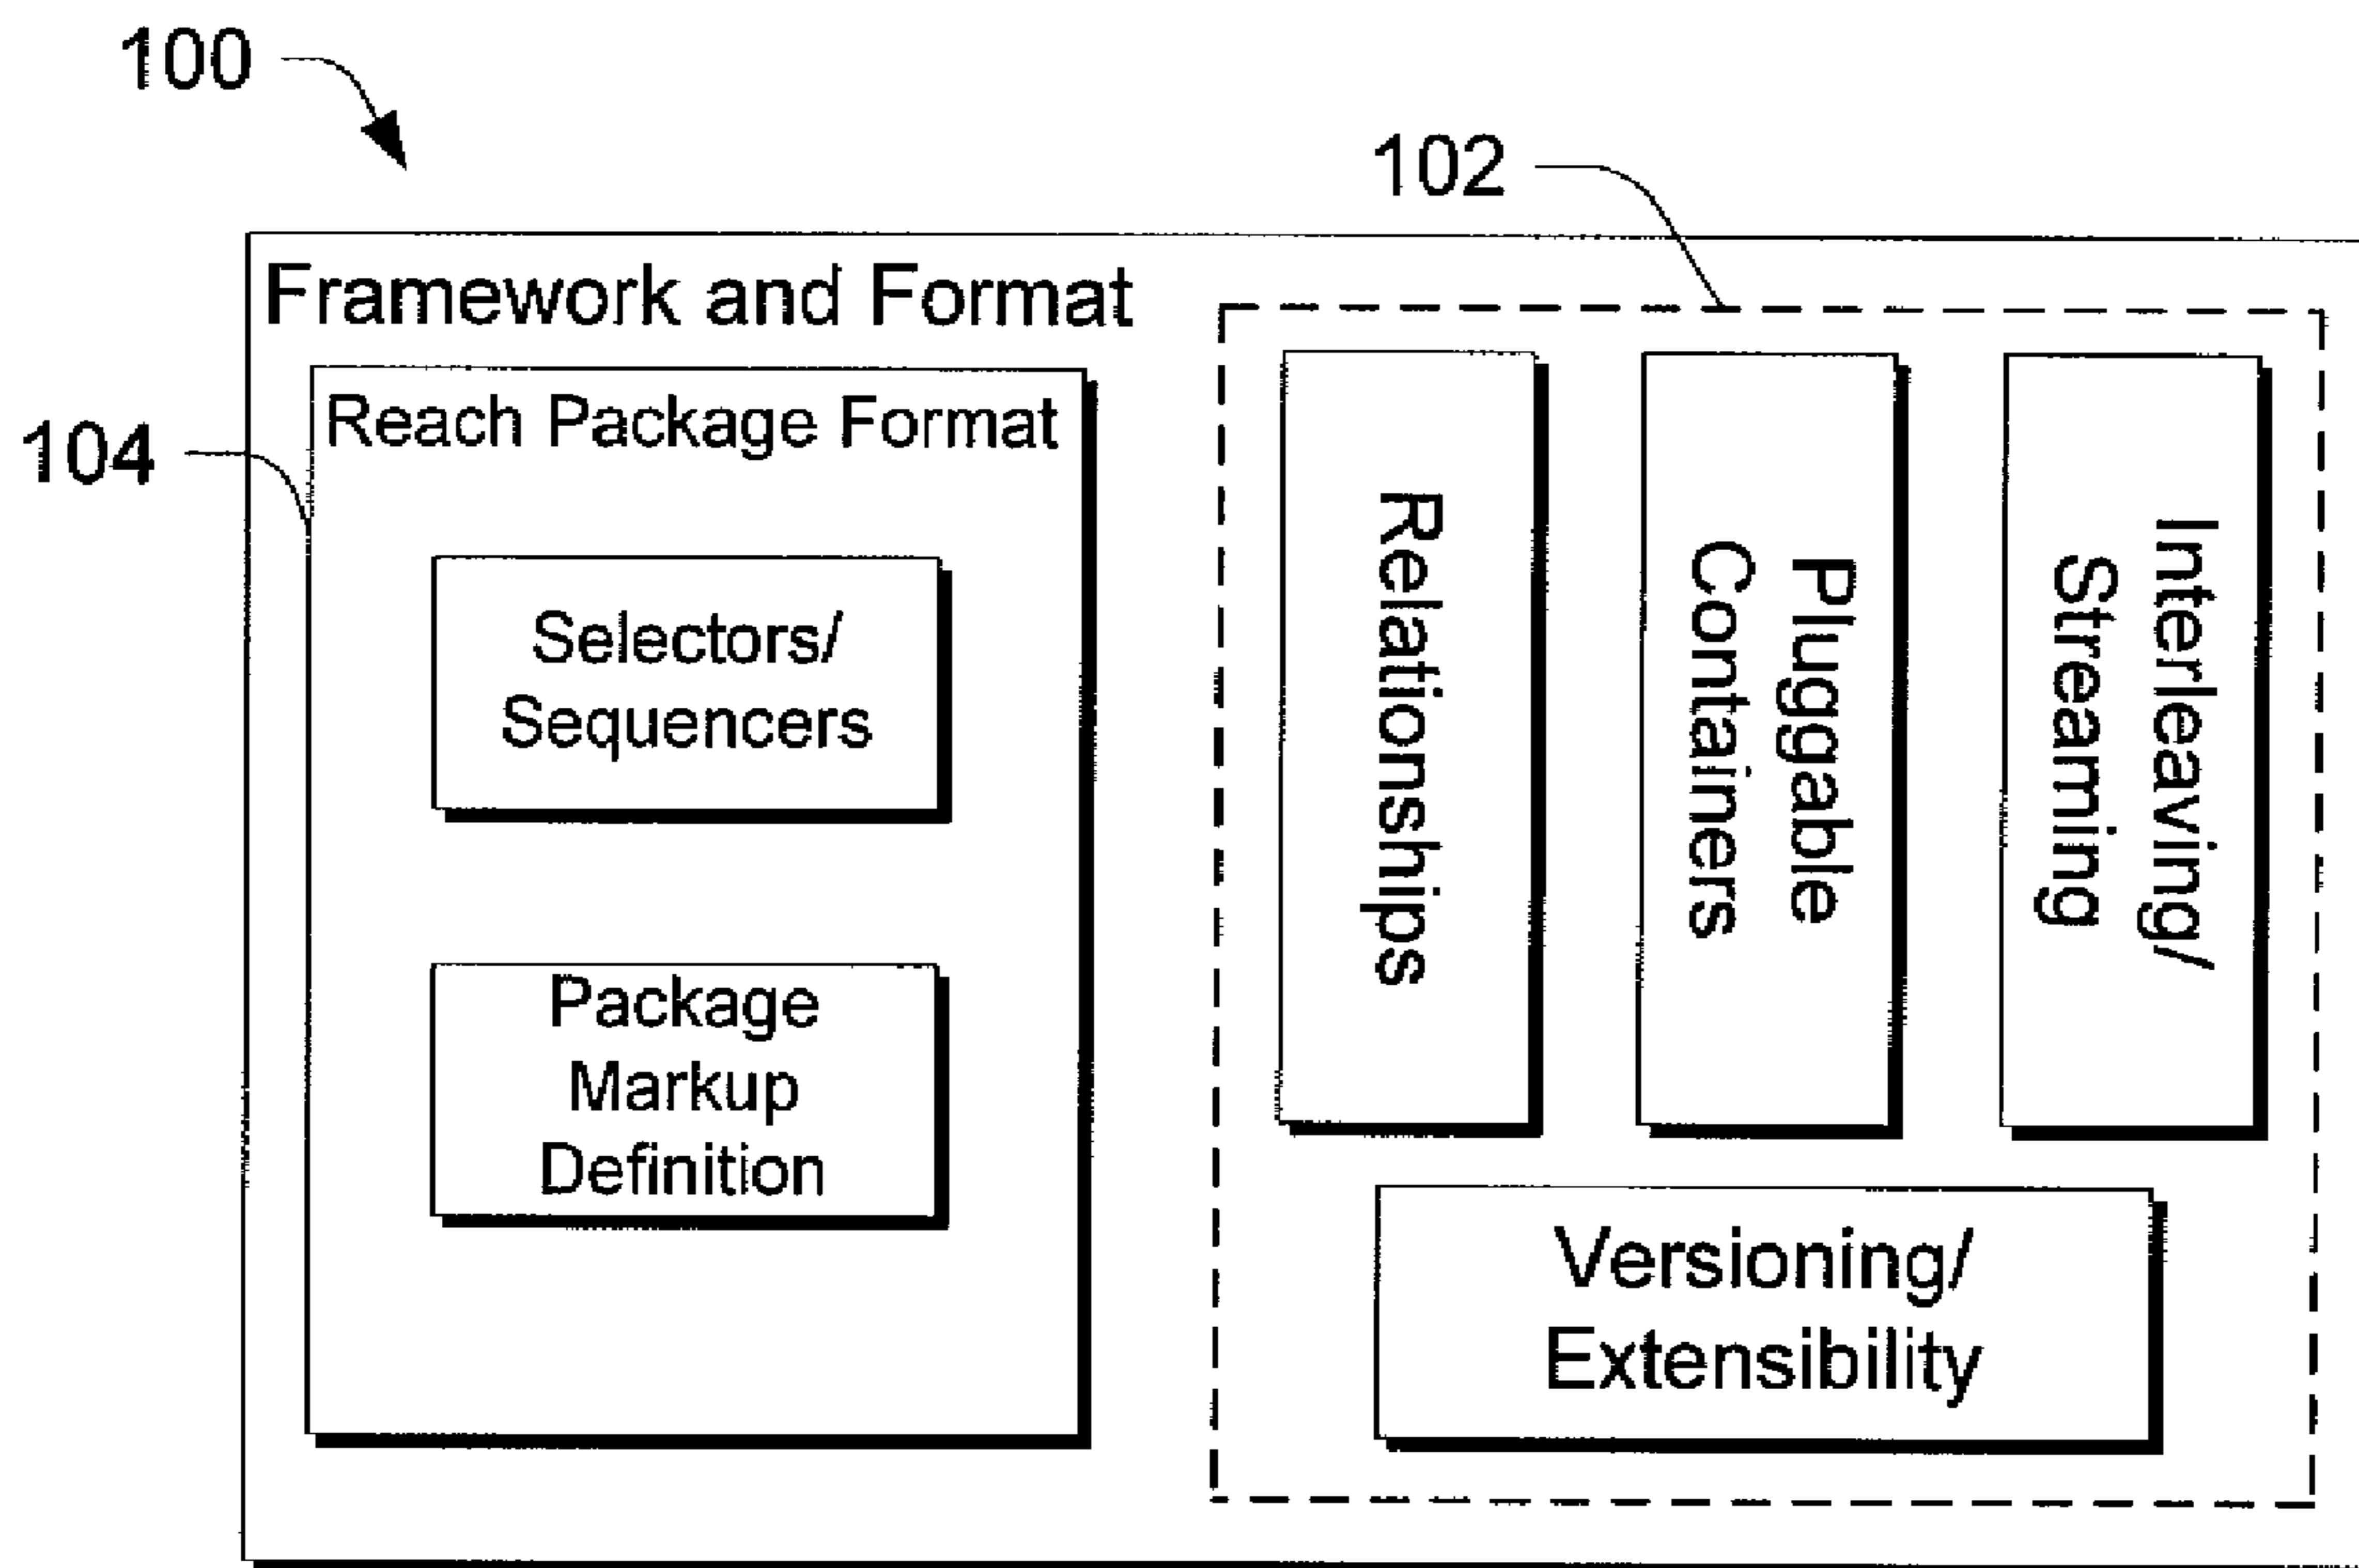 100
102
Framework and Format
104
Reach Package Format
Selectors/
Sequencers
Package
Markup
Definition
Relationships
Pluggable
Containers
Interleaving/
Streaming
Versioning/
Extensibility